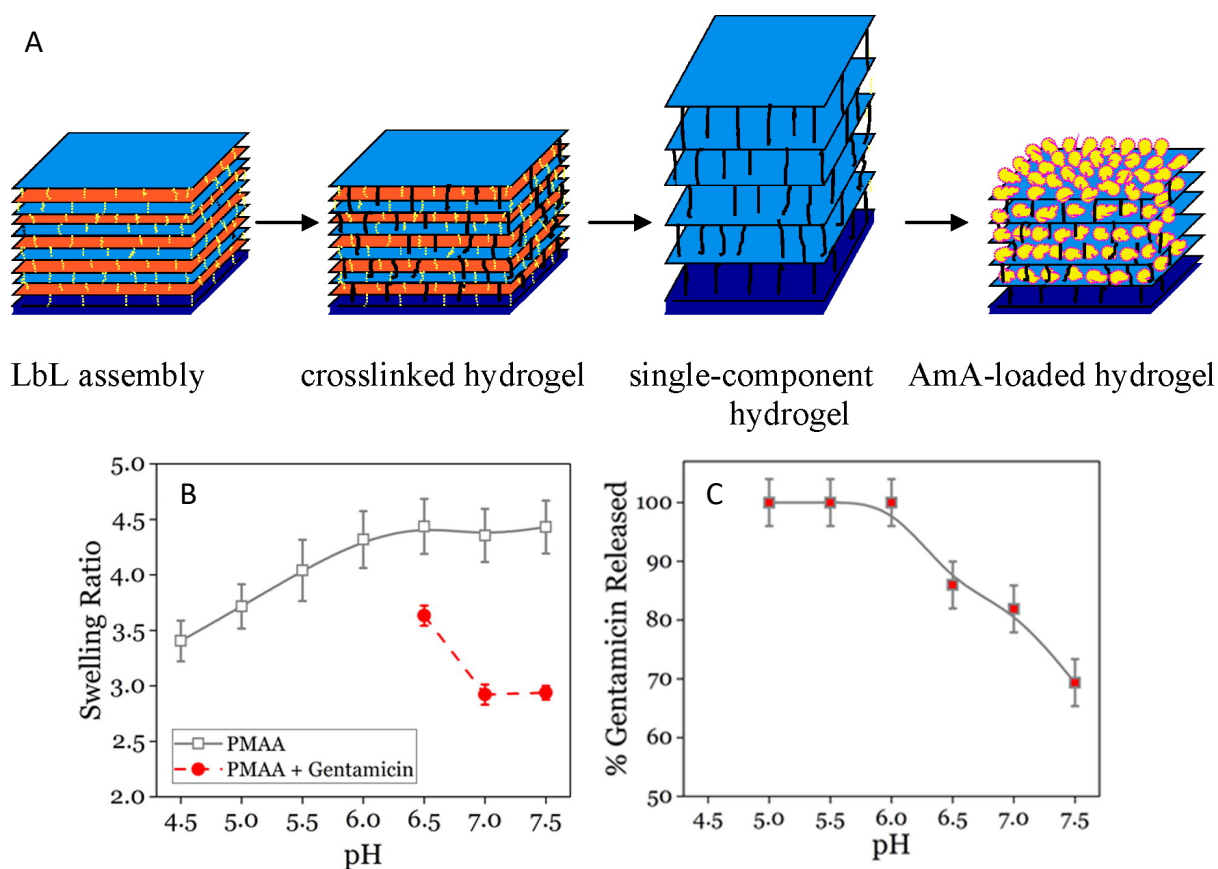 A
LbL assembly
crosslinked hydrogel
single-component
hydrogel
AmA-loaded hydrogel
B
Swelling Ratio
5.0
4.5
4.0
3.5
3.0
2.5
2.0
PMAA
PMAA + Gentamicin
4.5 5.0 5.5 6.0 6.5 7.0 7.5
pH
C
% Gentamicin Released
100
90
80
70
60
50
4.5 5.0 5.5 6.0 6.5 7.0 7.5
pH